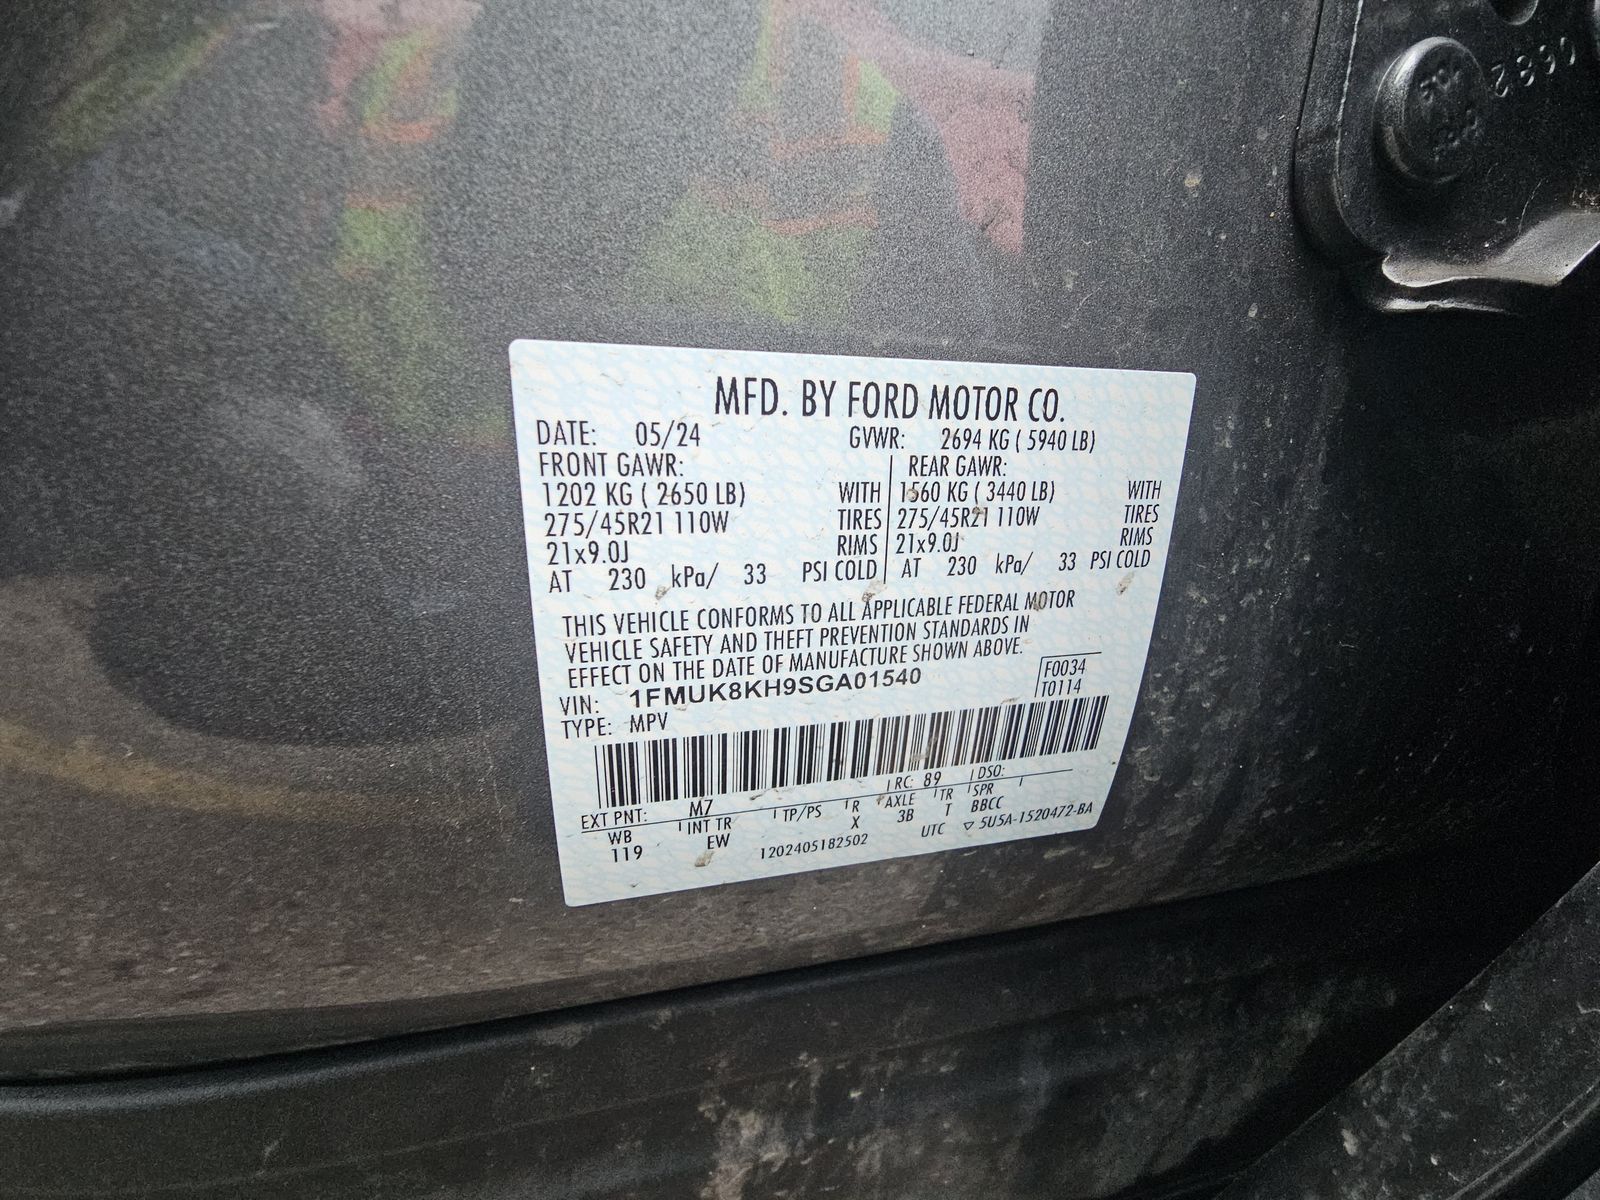 MFD. BY FORD MOTOR CO.
DATE: 05/24 GVWR: 2694 KG ( 5940 LB)
FRONT GAWR: REAR GAWR:
1202 KG ( 2650 LB) WITH 1560 KG ( 3440 LB) WITH
275/45R21 110W TIRES 275/45R21 110W TIRES
21x9.0J RIMS 21x9.0J RIMS
AT 230 kPa/ 33 PSI COLD AT 230 kPa/ 33 PSI COLD
THIS VEHICLE CONFORMS TO ALL APPLICABLE FEDERAL MOTOR
VEHICLE SAFETY AND THEFT PREVENTION STANDARDS IN
EFFECT ON THE DATE OF MANUFACTURE SHOWN ABOVE.
VIN: 1FMUK8KH9SGA01540 F0034
TYPE: MPV T0114
EXT PNT: M7 RC: 89 DSO:
WB INT TR TP/PS R AXLE TR SPR
119 EW X 3B T BBCC
1202405182502 UTC ▽ 5U5A-1520472-BA
0682